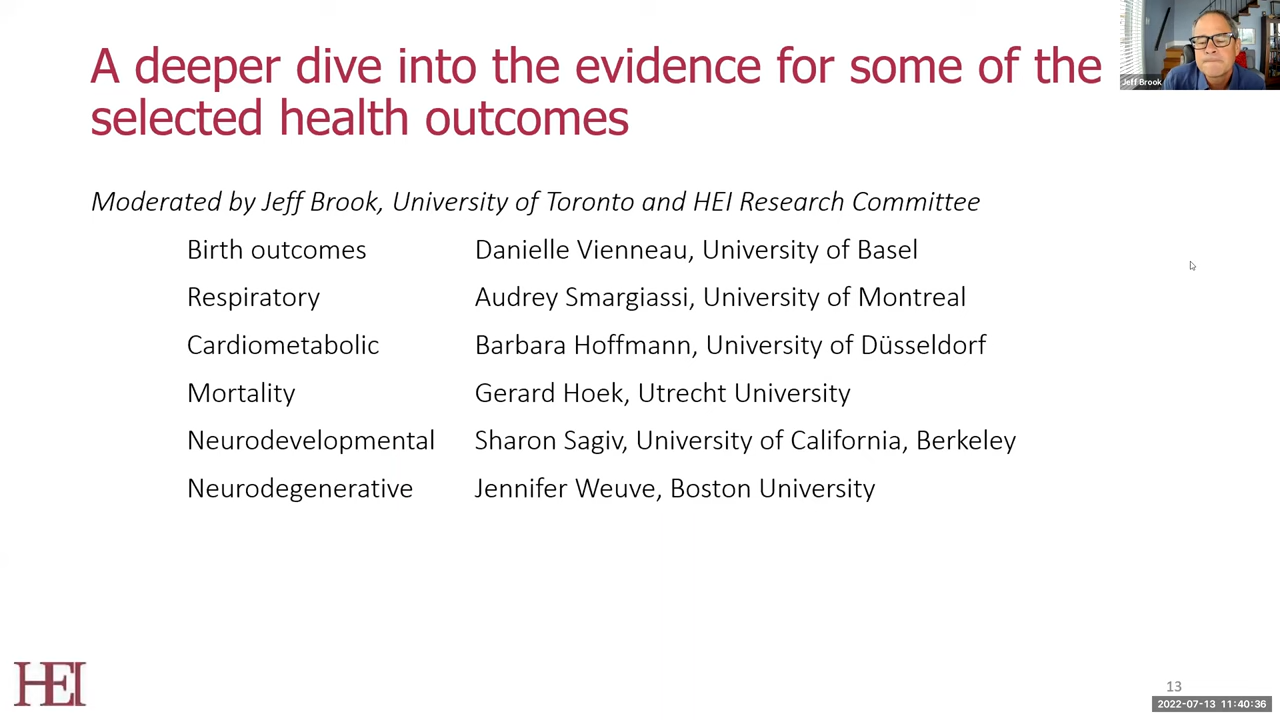 A deeper dive into the evidence for some of the
selected health outcomes
Jeff Brook
Moderated by Jeff Brook, University of Toronto and HEI Research Committee
Birth outcomes Danielle Vienneau, University of Basel
Respiratory Audrey Smargiassi, University of Montreal
Cardiometabolic Barbara Hoffmann, University of Düsseldorf
Mortality Gerard Hoek, Utrecht University
Neurodevelopmental Sharon Sagiv, University of California, Berkeley
Neurodegenerative Jennifer Weuve, Boston University
HEI
13
2022-07-13 11:40:36